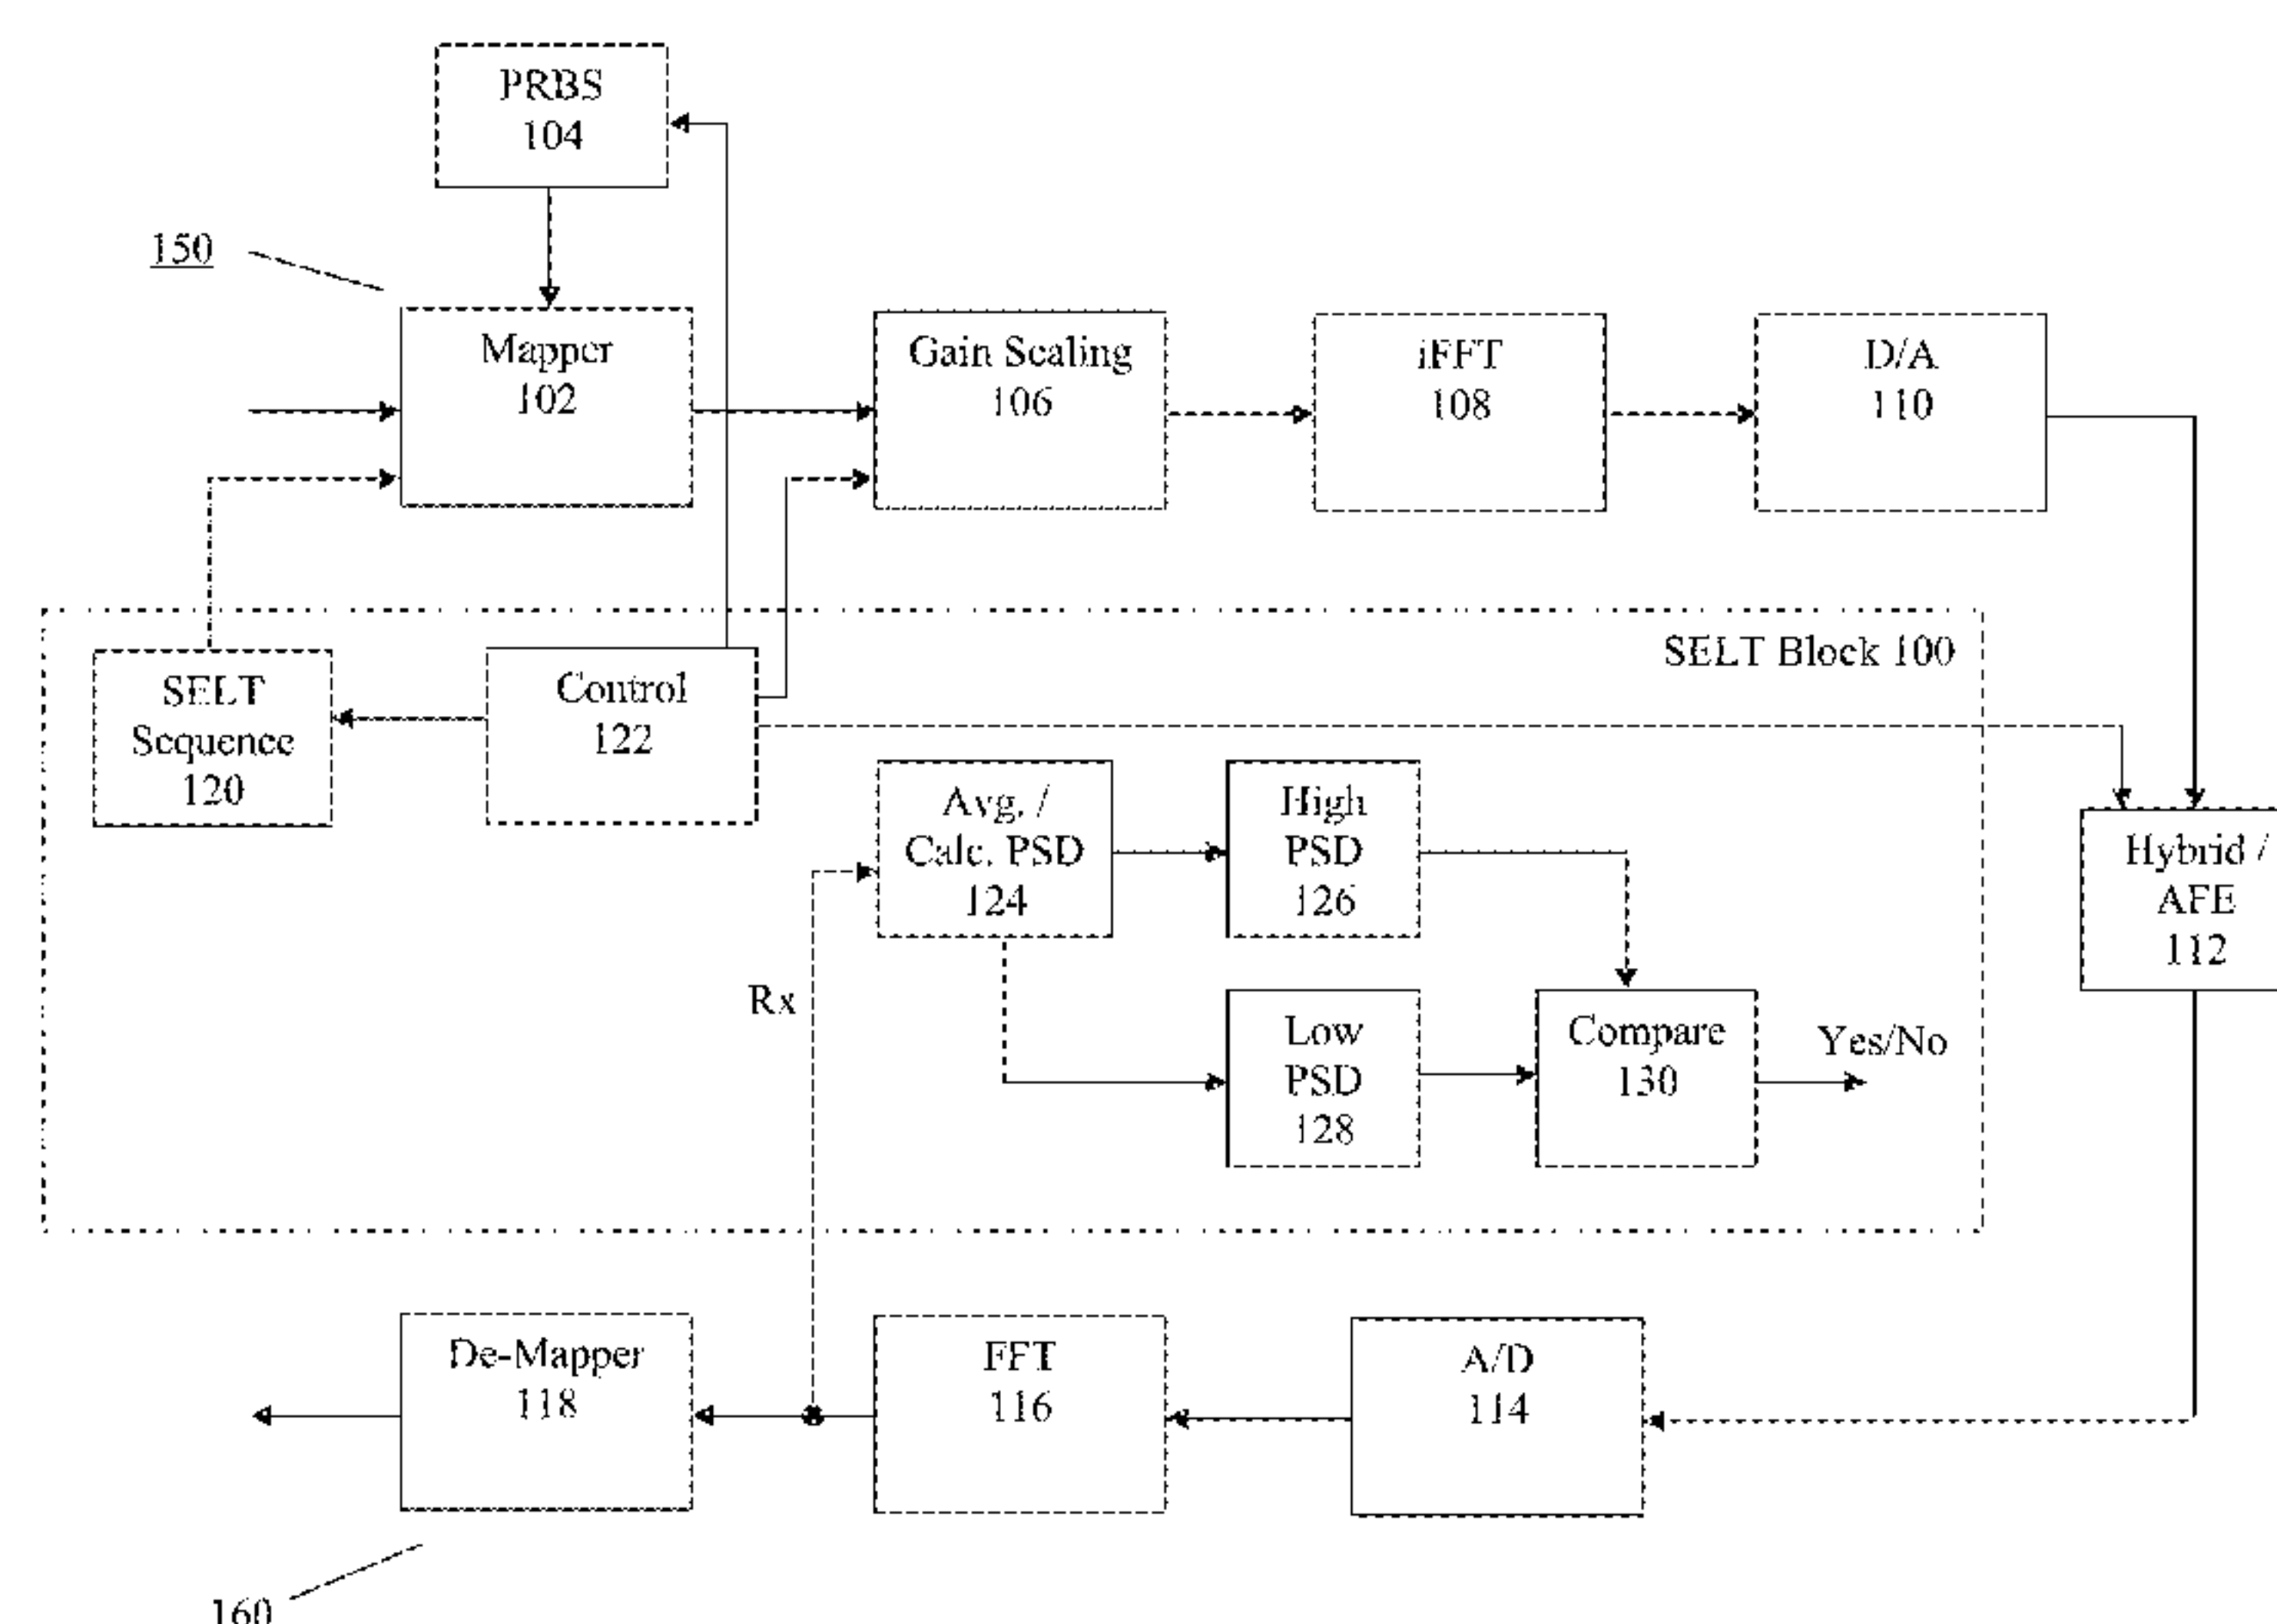 PRBS
104
150
Mapper
102
Gain Scaling
106
iFFT
108
D/A
110
SELT Block 100
SELT
Sequence
120
Control
122
Avg. /
Calc. PSD
124
High
PSD
126
Hybrid /
AFE
112
Rx
Low
PSD
128
Compare
130
Yes/No
De-Mapper
118
FFT
116
A/D
114
160